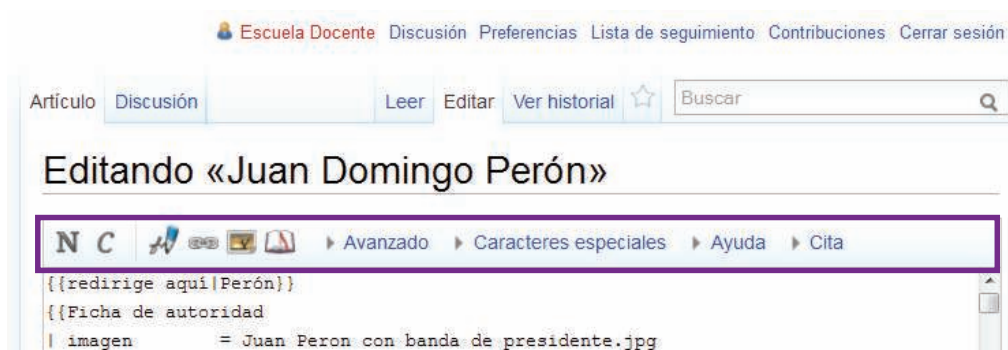 Escuela Docente Discusión Preferencias Lista de seguimiento Contribuciones Cerrar sesión
Artículo Discusión Leer Editar Ver historial Buscar
Editando «Juan Domingo Perón»
N C Avanzado Caracteres especiales Ayuda Cita
{{redirige aquí|Perón}}
{{Ficha de autoridad
| imagen = Juan Peron con banda de presidente.jpg